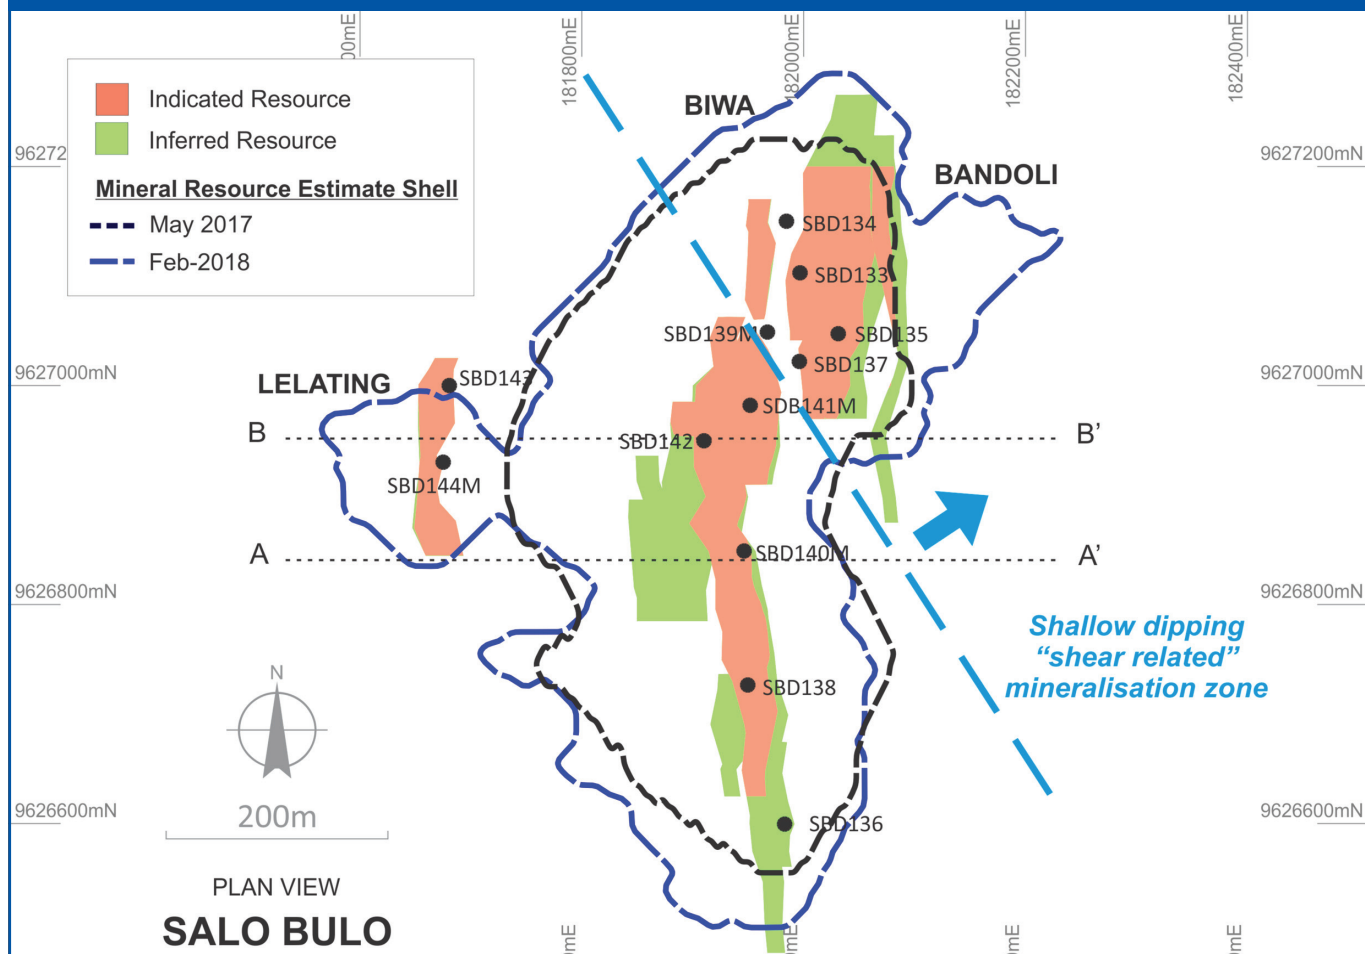 181800mE
182000mE
182200mE
182400mE
Indicated Resource
Inferred Resource
Mineral Resource Estimate Shell
May 2017
Feb-2018
BIWA
BANDOLI
9627200mN
SBD134
SBD133
SBD139M
SBD135
SBD137
9627000mN
9627000mN
LELATING
SBD143
SDB141M
B
SBD142
B’
SBD144M
A
SBD140M
A’
9626800mN
9626800mN
Shallow dipping
“shear related”
mineralisation zone
N
SBD138
200m
9626600mN
9626600mN
SBD136
PLAN VIEW
SALO BULO